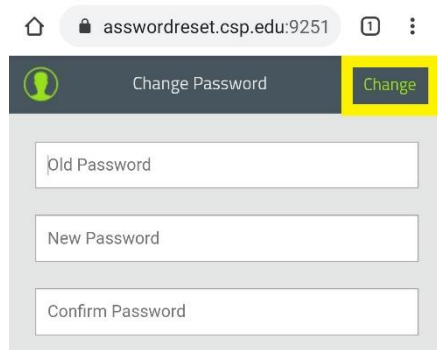 asswordreset.csp.edu:9251 1
Change Password Change
Old Password
New Password
Confirm Password